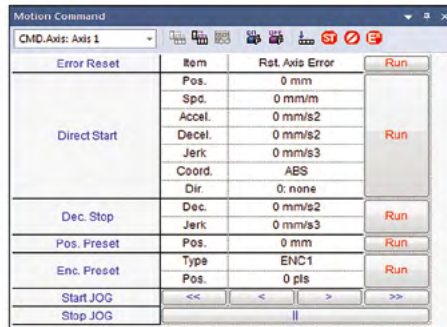 Motion Command
CMD.Axis: Axis 1
ST
Error Reset Item Rst. Axis Error Run
Pos. 0 mm
Spd. 0 mm/m
Accel. 0 mm/s2
Direct Start Decel. 0 mm/s2 Run
Jerk 0 mm/s3
Coord. ABS
Dir. 0: none
Dec. Stop Dec. 0 mm/s2 Run
Jerk 0 mm/s3
Pos. Preset Pos. 0 mm Run
Enc. Preset Type ENC1 Run
Pos. 0 pls
Start JOG << < > >>
Stop JOG ||